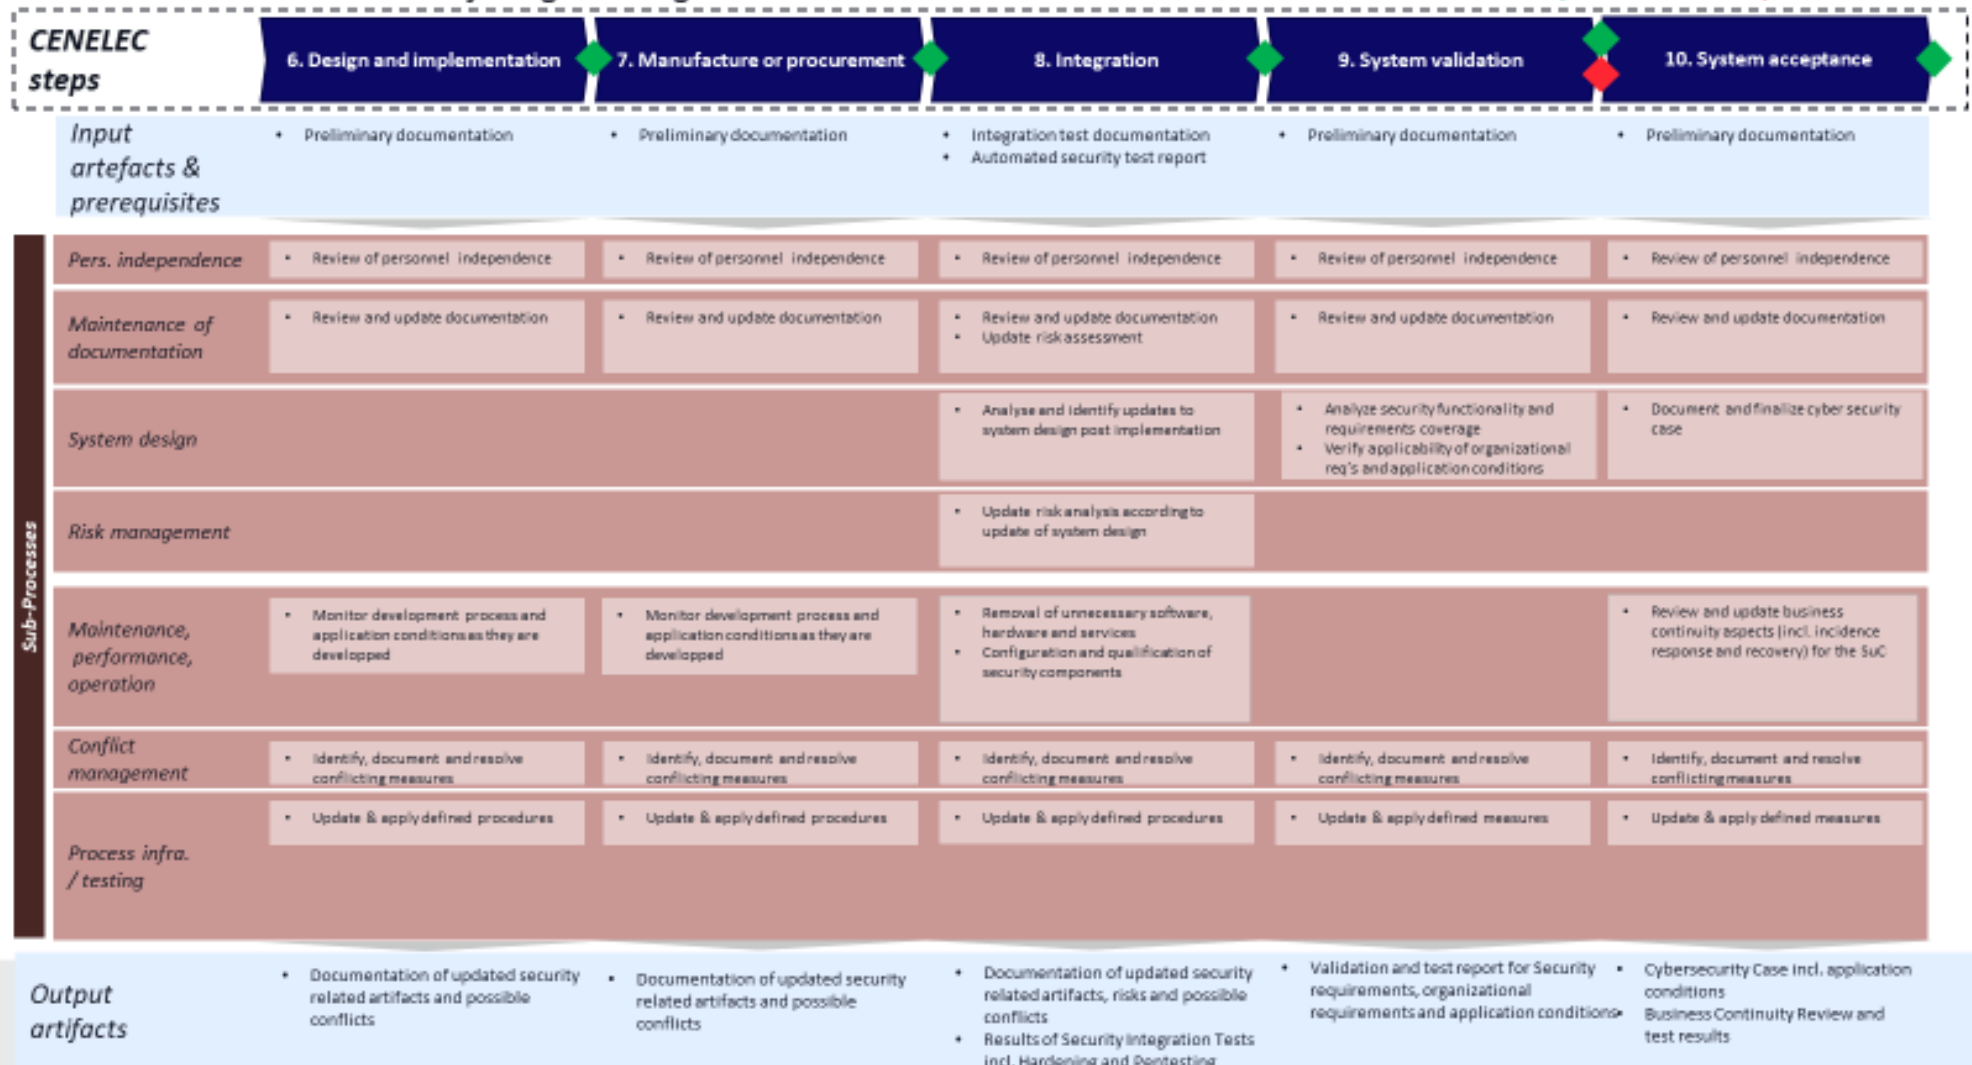 CENELEC
steps
6. Design and implementation
7. Manufacture or procurement
8. Integration
9. System validation
10. System acceptance
Input
artefacts &
prerequisites
• Preliminary documentation
• Preliminary documentation
• Integration test documentation
• Automated security test report
• Preliminary documentation
• Preliminary documentation
Sub-Processes
Pers. independence
• Review of personnel independence
• Review of personnel independence
• Review of personnel independence
• Review of personnel independence
• Review of personnel independence
Maintenance of
documentation
• Review and update documentation
• Review and update documentation
• Review and update documentation
• Update risk assessment
• Review and update documentation
• Review and update documentation
System design
• Analyse and identify updates to
system design post implementation
• Analyze security functionality and
requirements coverage
• Verify applicability of organizational
req's and application conditions
• Document and finalize cyber security
case
Risk management
• Update risk analysis according to
update of system design
Maintenance,
performance,
operation
• Monitor development process and
application conditions as they are
developped
• Monitor development process and
application conditions as they are
developped
• Removal of unnecessary software,
hardware and services
• Configuration and qualification of
security components
• Review and update business
continuity aspects (incl. incidence
response and recovery) for the SuC
Conflict
management
• Identify, document and resolve
conflicting measures
• Identify, document and resolve
conflicting measures
• Identify, document and resolve
conflicting measures
• Identify, document and resolve
conflicting measures
• Identify, document and resolve
conflicting measures
Process infra.
/ testing
• Update & apply defined procedures
• Update & apply defined procedures
• Update & apply defined procedures
• Update & apply defined measures
• Update & apply defined measures
Output
artifacts
• Documentation of updated security
related artifacts and possible
conflicts
• Documentation of updated security
related artifacts and possible
conflicts
• Documentation of updated security
related artifacts, risks and possible
conflicts
• Results of Security Integration Tests
incl. Hardening and Pentesting
• Validation and test report for Security
requirements, organizational
requirements and application conditions
• Cybersecurity Case incl. application
conditions
• Business Continuity Review and
test results